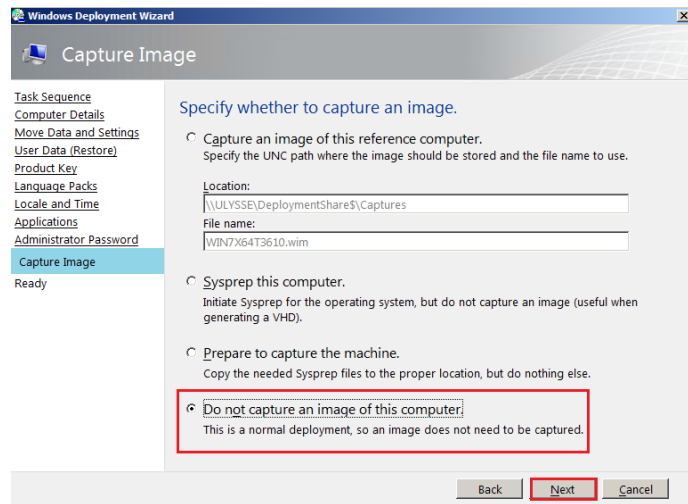 Windows Deployment Wizard
Capture Image
Task Sequence
Computer Details
Move Data and Settings
User Data (Restore)
Product Key
Language Packs
Locale and Time
Applications
Administrator Password
Capture Image
Ready
Specify whether to capture an image.
Capture an image of this reference computer.
Specify the UNC path where the image should be stored and the file name to use.
Location:
\\ULYSSE\DeploymentShare$\Captures
File name:
WIN7X64T3610.wim
Sysprep this computer.
Initiate Sysprep for the operating system, but do not capture an image (useful when
generating a VHD).
Prepare to capture the machine.
Copy the needed Sysprep files to the proper location, but do nothing else.
Do not capture an image of this computer.
This is a normal deployment, so an image does not need to be captured.
Back Next Cancel